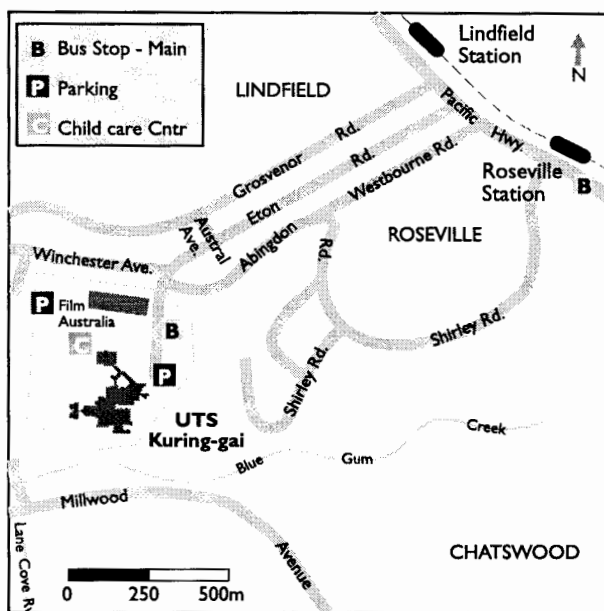 B Bus Stop - Main
P Parking
C Child care Cntr
Lindfield
Station
N
LINDFIELD
Pacific
Hwy.
Grosvenor Rd.
Eton Rd.
Westbourne Rd.
Roseville
Station
B
Austral
Ave.
Abingdon
Rd.
ROSEVILLE
Winchester Ave.
P
Film
Australia
B
C
P
Shirley Rd.
Shirley Rd.
UTS
Kuring-gai
Blue Gum Creek
Millwood
Avenue
Lane Cove R
CHATSWOOD
0 250 500m